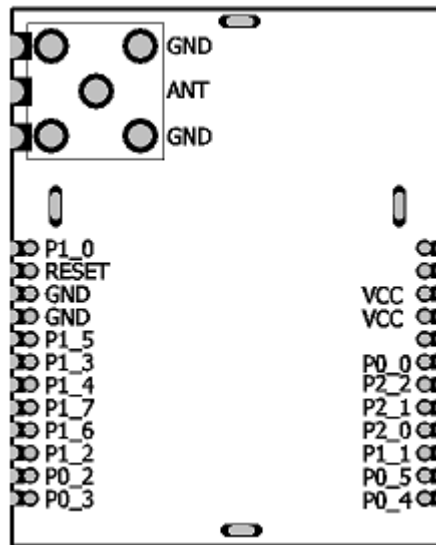 GND
ANT
GND
P1_0
RESET
GND
GND
P1_5
P1_3
P1_4
P1_7
P1_6
P1_2
P0_2
P0_3
VCC
VCC
P0_0
P2_2
P2_1
P2_0
P1_1
P0_5
P0_4